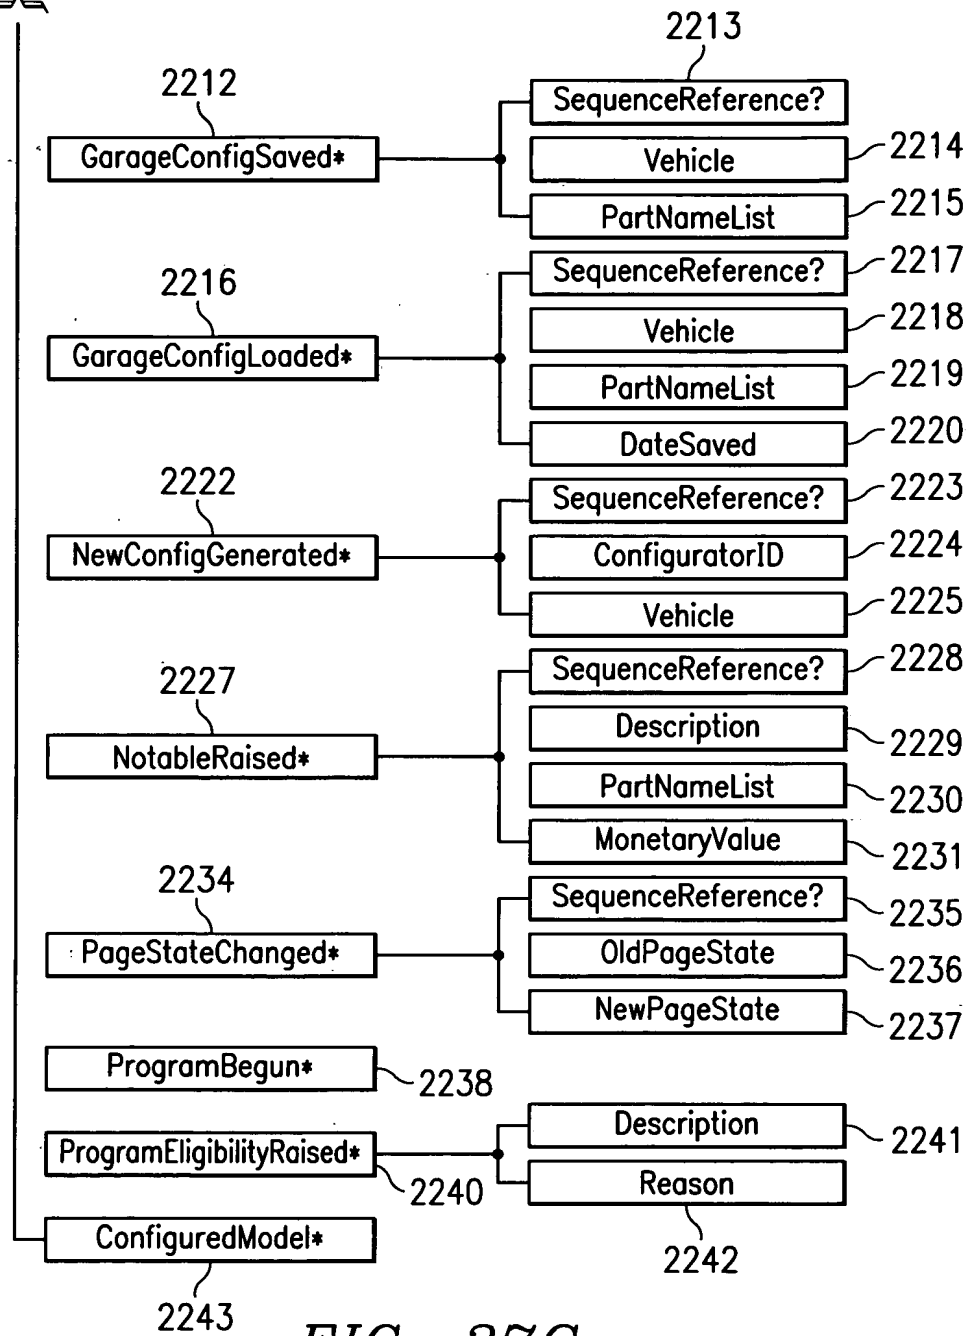 2213
2212
SequenceReference?
GarageConfigSaved*
Vehicle
2214
PartNameList
2215
2216
SequenceReference?
2217
GarageConfigLoaded*
Vehicle
2218
PartNameList
2219
DateSaved
2220
2222
SequenceReference?
2223
NewConfigGenerated*
ConfiguratorID
2224
Vehicle
2225
2227
SequenceReference?
2228
NotableRaised*
Description
2229
PartNameList
2230
MonetaryValue
2231
2234
SequenceReference?
2235
PageStateChanged*
OldPageState
2236
NewPageState
2237
ProgramBegun*
2238
ProgramEligibilityRaised*
2240
Description
2241
Reason
2242
ConfiguredModel*
2243